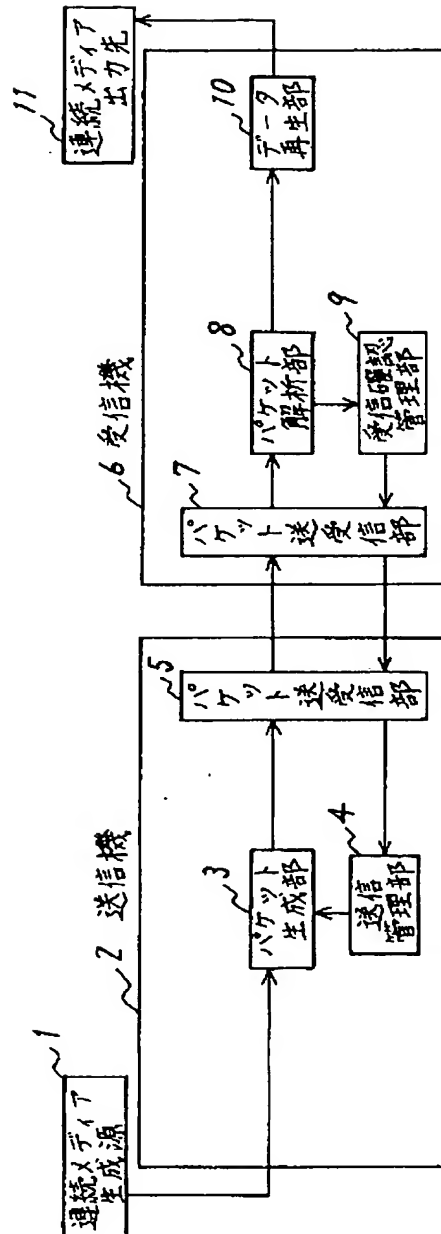 1
連続メディア
生成源
2 送信機
3
パケット
生成部
4
送信
管理部
5
パケット送受信部
6 受信機
7
パケット送受信部
8
パケット
解析部
9
受信確認
管理部
10
データ
再生部
11
連続メディア
出力先